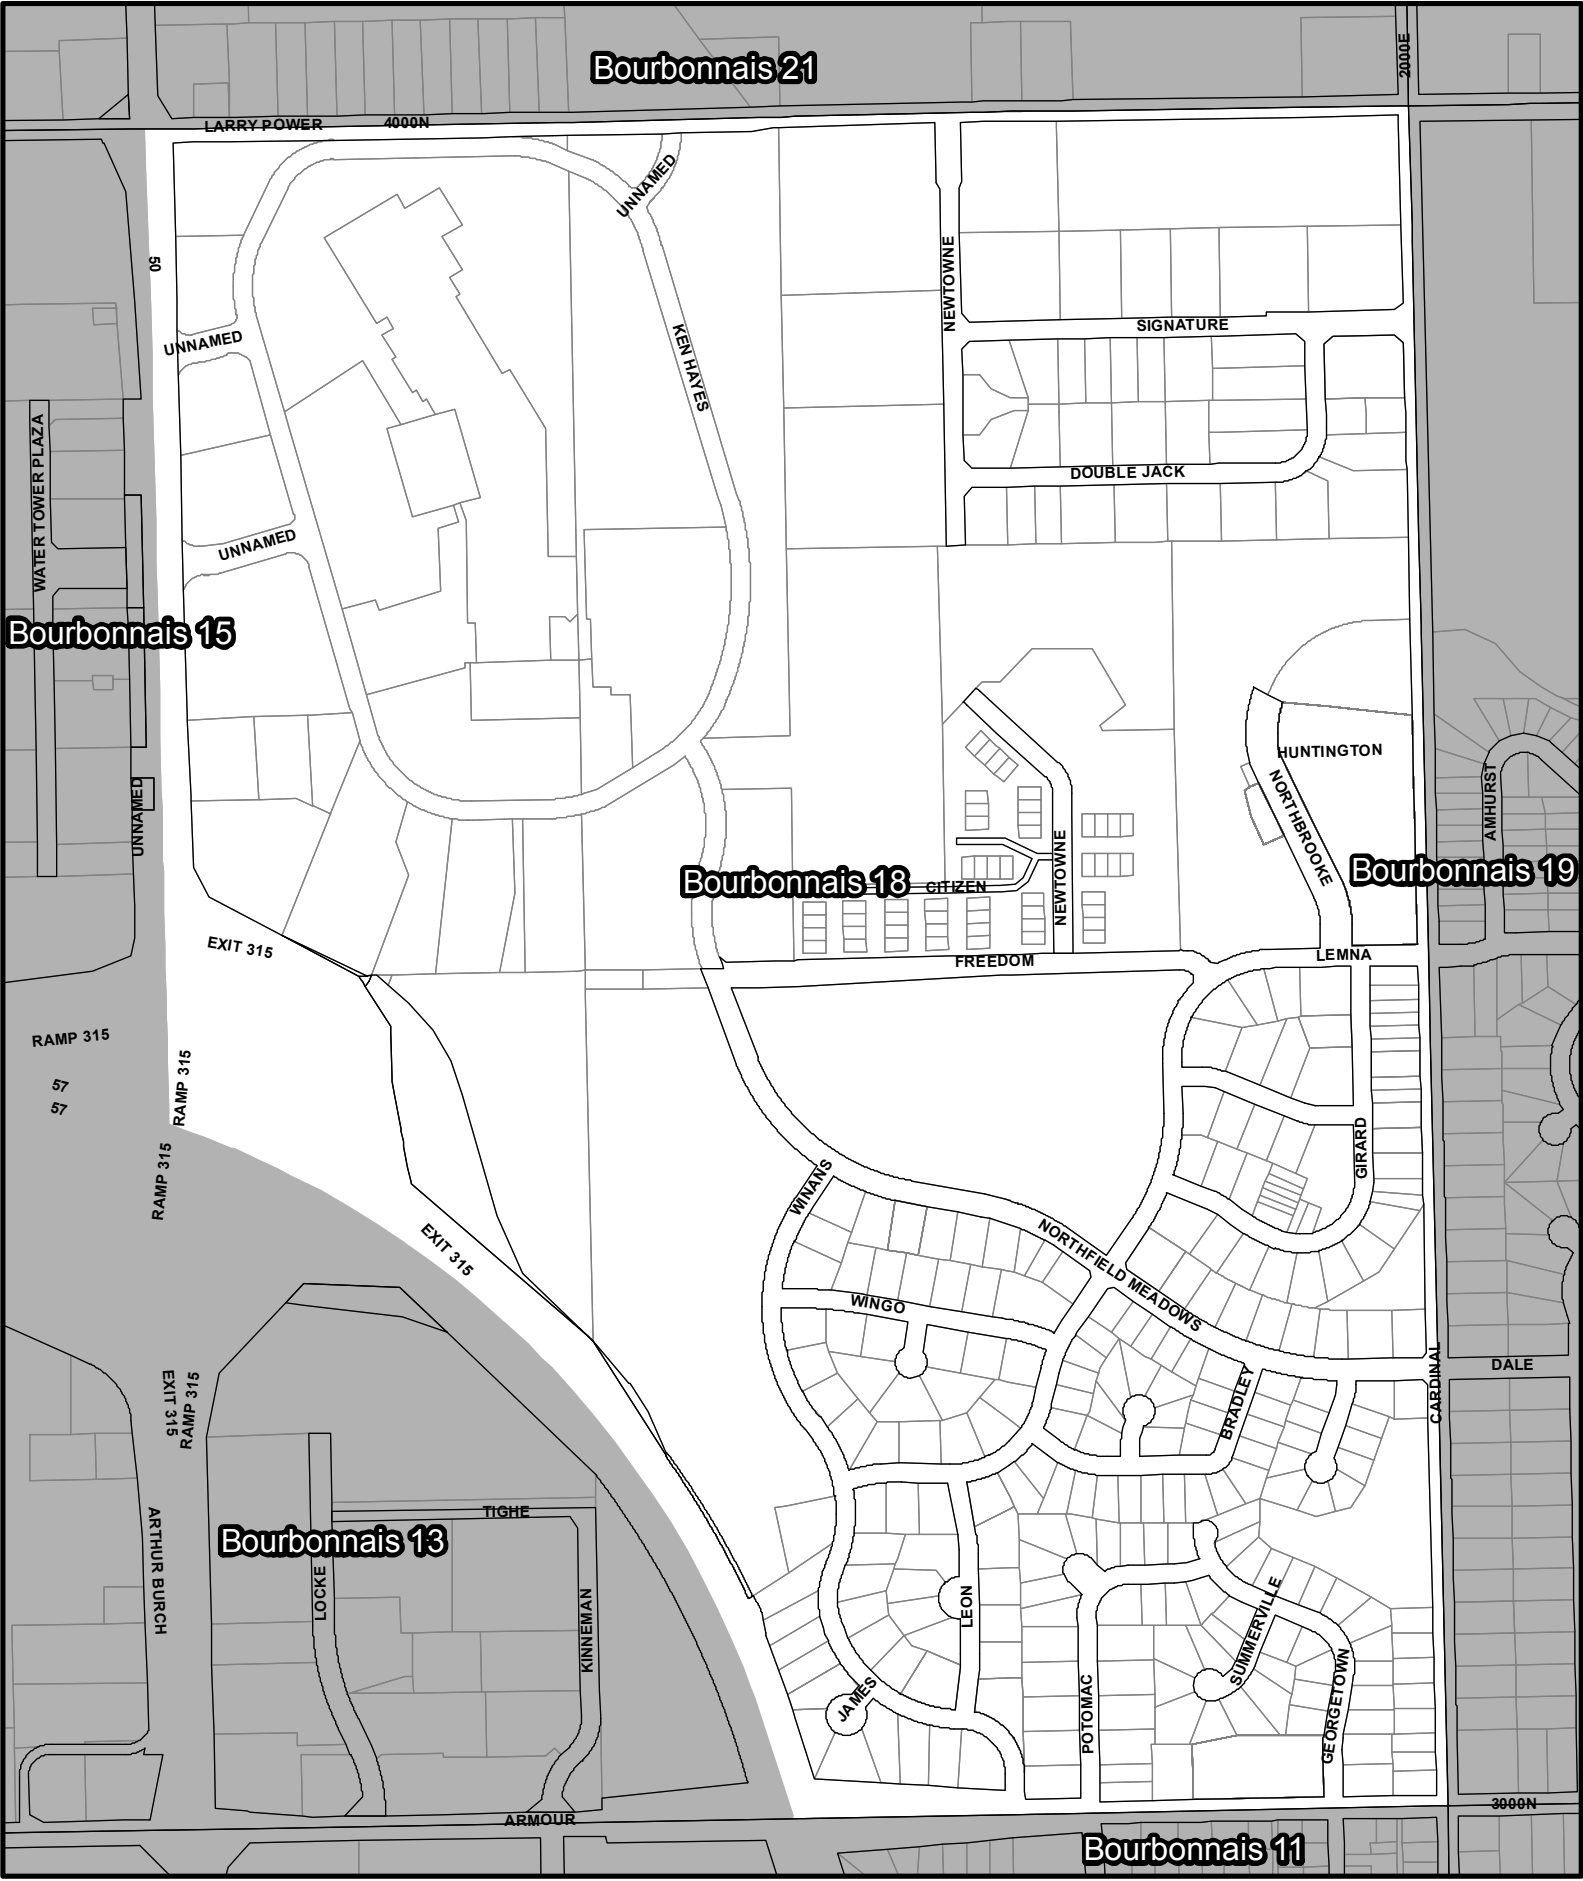 Bourbonnais 21
2000E
LARRY POWER
4000N
UNNAMED
50
NEWTOWNE
SIGNATURE
UNNAMED
KEN HAYES
DOUBLE JACK
WATER TOWER PLAZA
UNNAMED
Bourbonnais 15
HUNTINGTON
NORTHBROOKE
AMHURST
UNNAMED
Bourbonnais 18
CITIZEN
NEWTOWNE
Bourbonnais 19
EXIT 315
FREEDOM
LEMNA
RAMP 315
57
57
RAMP 315
RAMP 315
GIRARD
WINANS
EXIT 315
NORTHFIELD MEADOWS
WINGO
CARDINAL
DALE
EXIT 315
RAMP 315
BRADLEY
ARTHUR BURCH
TIGHE
Bourbonnais 13
LOCKE
KINNEMAN
LEON
SUMMERVILLE
JAMES
POTOMAC
GEORGETOWN
3000N
ARMOUR
Bourbonnais 11